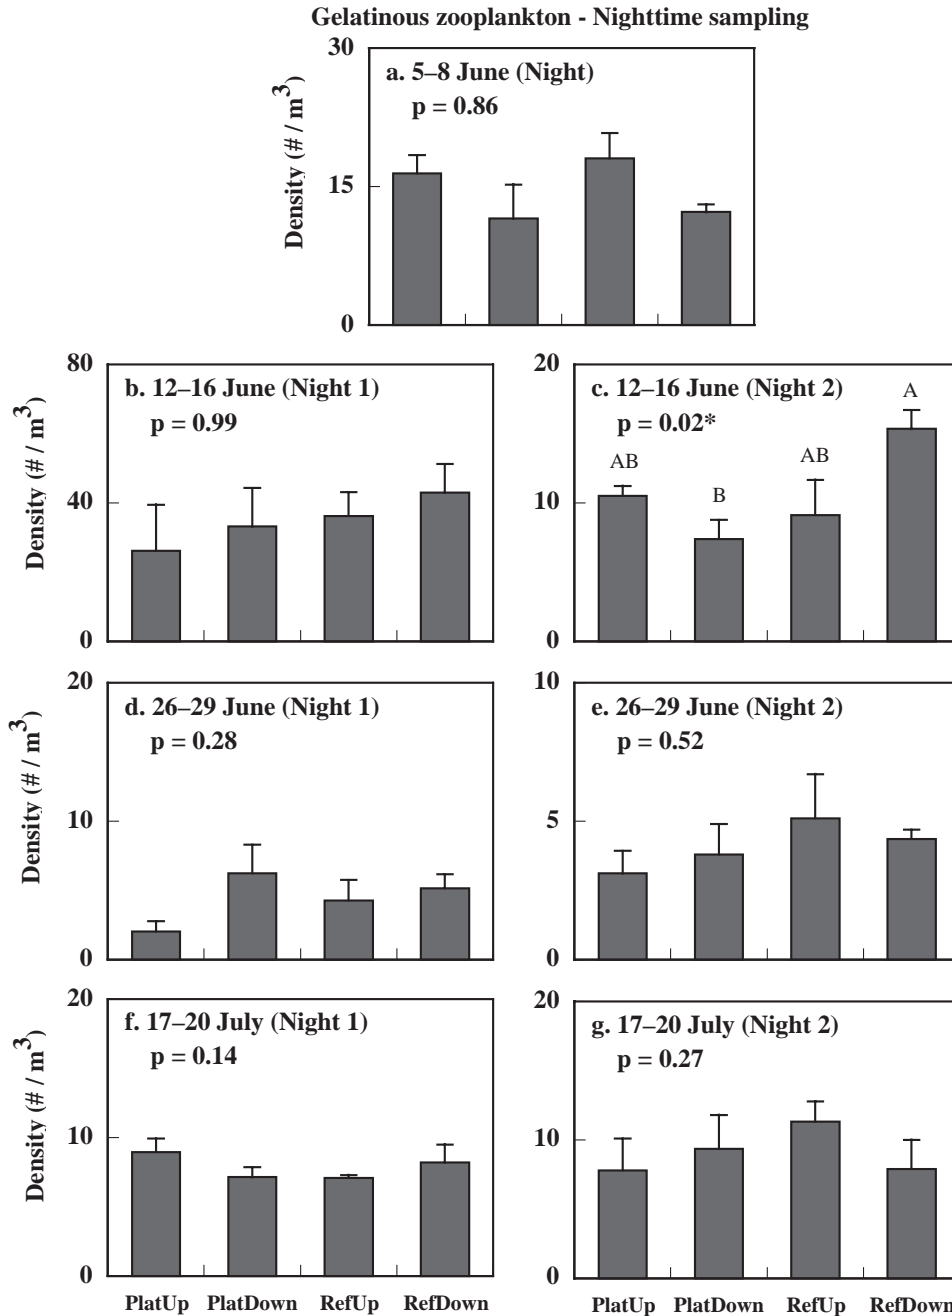 Gelatinous zooplankton - Nighttime sampling
30
a. 5–8 June (Night)
p = 0.86
Density (# / m3)
15
0
80
b. 12–16 June (Night 1)
p = 0.99
Density (# / m3)
40
0
20
c. 12–16 June (Night 2)
p = 0.02*
A
AB
AB
B
10
0
20
d. 26–29 June (Night 1)
p = 0.28
Density (# / m3)
10
0
10
e. 26–29 June (Night 2)
p = 0.52
5
0
20
f. 17–20 July (Night 1)
p = 0.14
Density (# / m3)
10
0
PlatUp PlatDown RefUp RefDown
20
g. 17–20 July (Night 2)
p = 0.27
10
0
PlatUp PlatDown RefUp RefDown